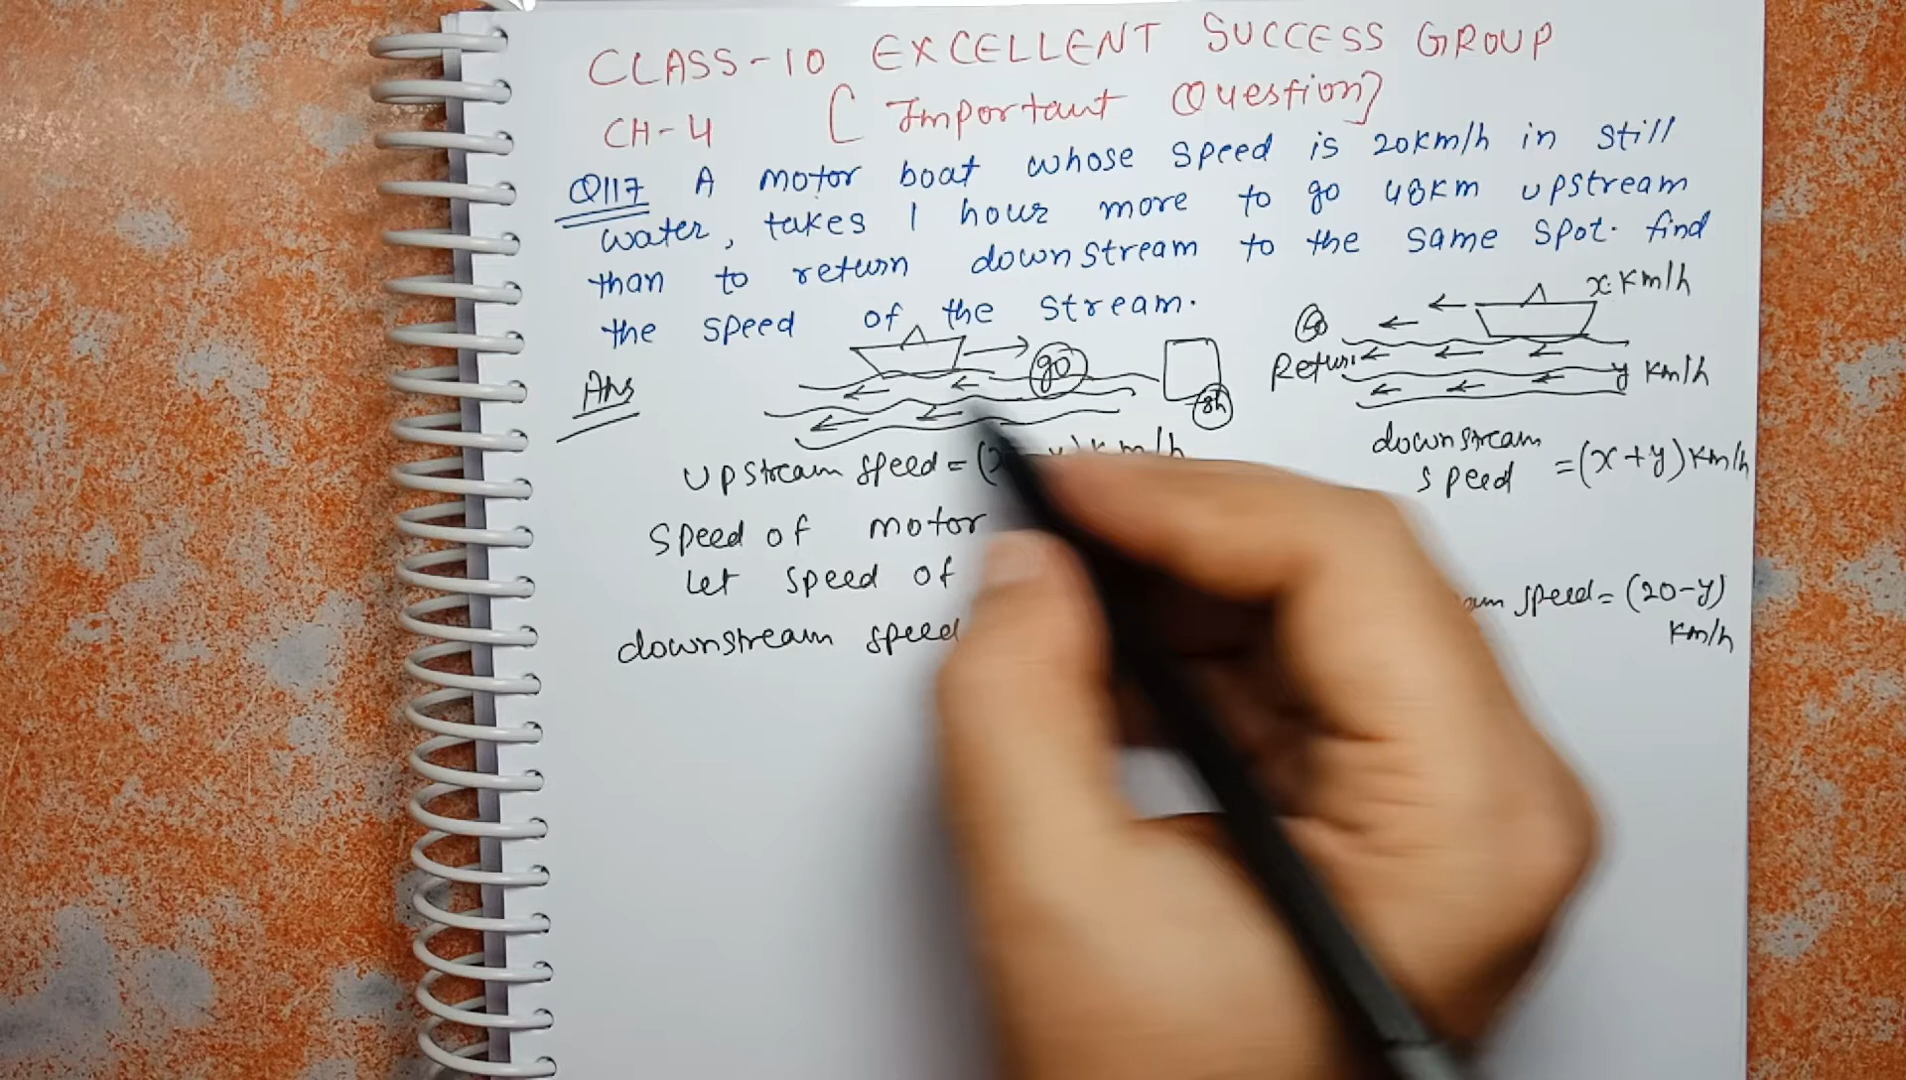 CLASS-10 EXCELLENT SUCCESS GROUP
CH-4 [Important Question]
Q117 A motor boat whose speed is 20km/h in still
water, takes 1 hour more to go 48km upstream
than to return downstream to the same spot. find
the speed of the stream.
Ans
go
x km/h
Return
y km/h
upstream speed = (x y) km/h
downstream speed = (x+y) km/h
speed of motor
let speed of
speed = (20-y) km/h
downstream speed